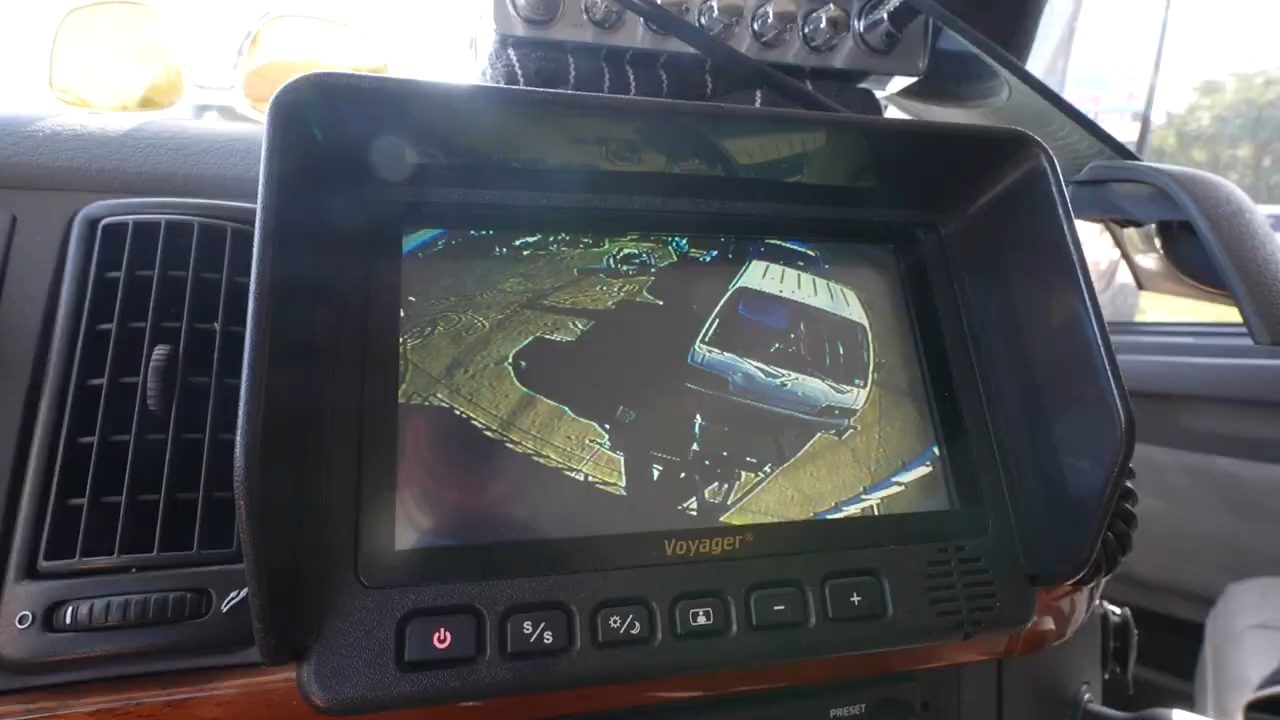 Voyager®
S/S
− +
PRESET